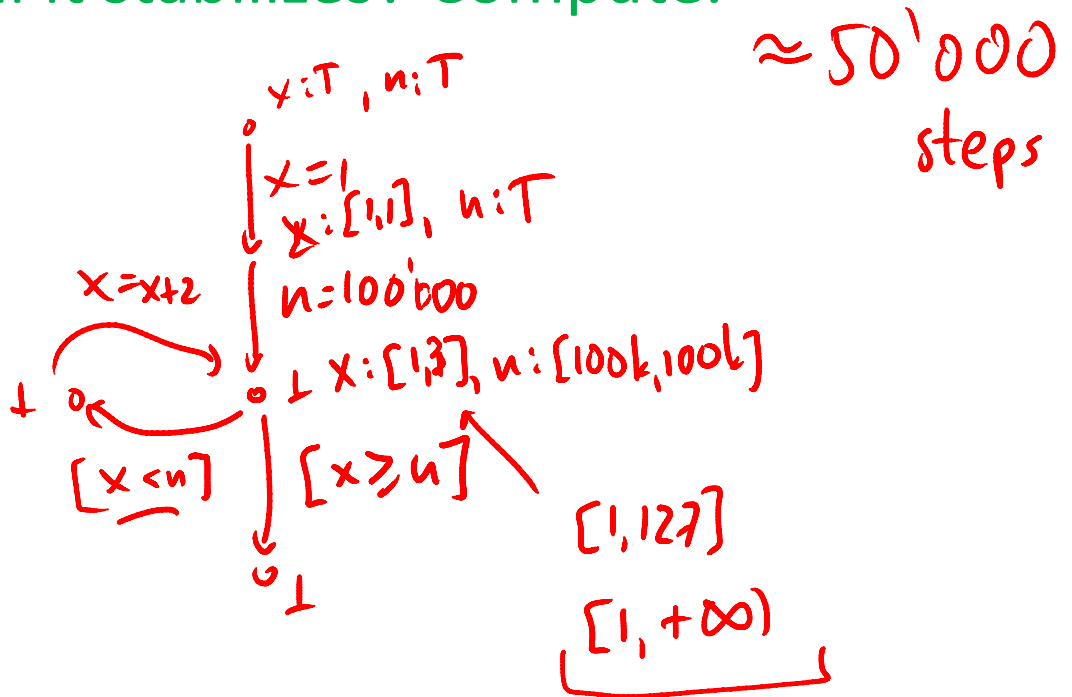 ≈ 50'000
steps
x:T, n:T
x=1
x:[1,1], n:T
x=x+2
n=100'000
⊥ x:[1,3], n:[100k,100k]
⊥
[x<n]
[x≥n]
[1,127]
⊥
[1,+∞)